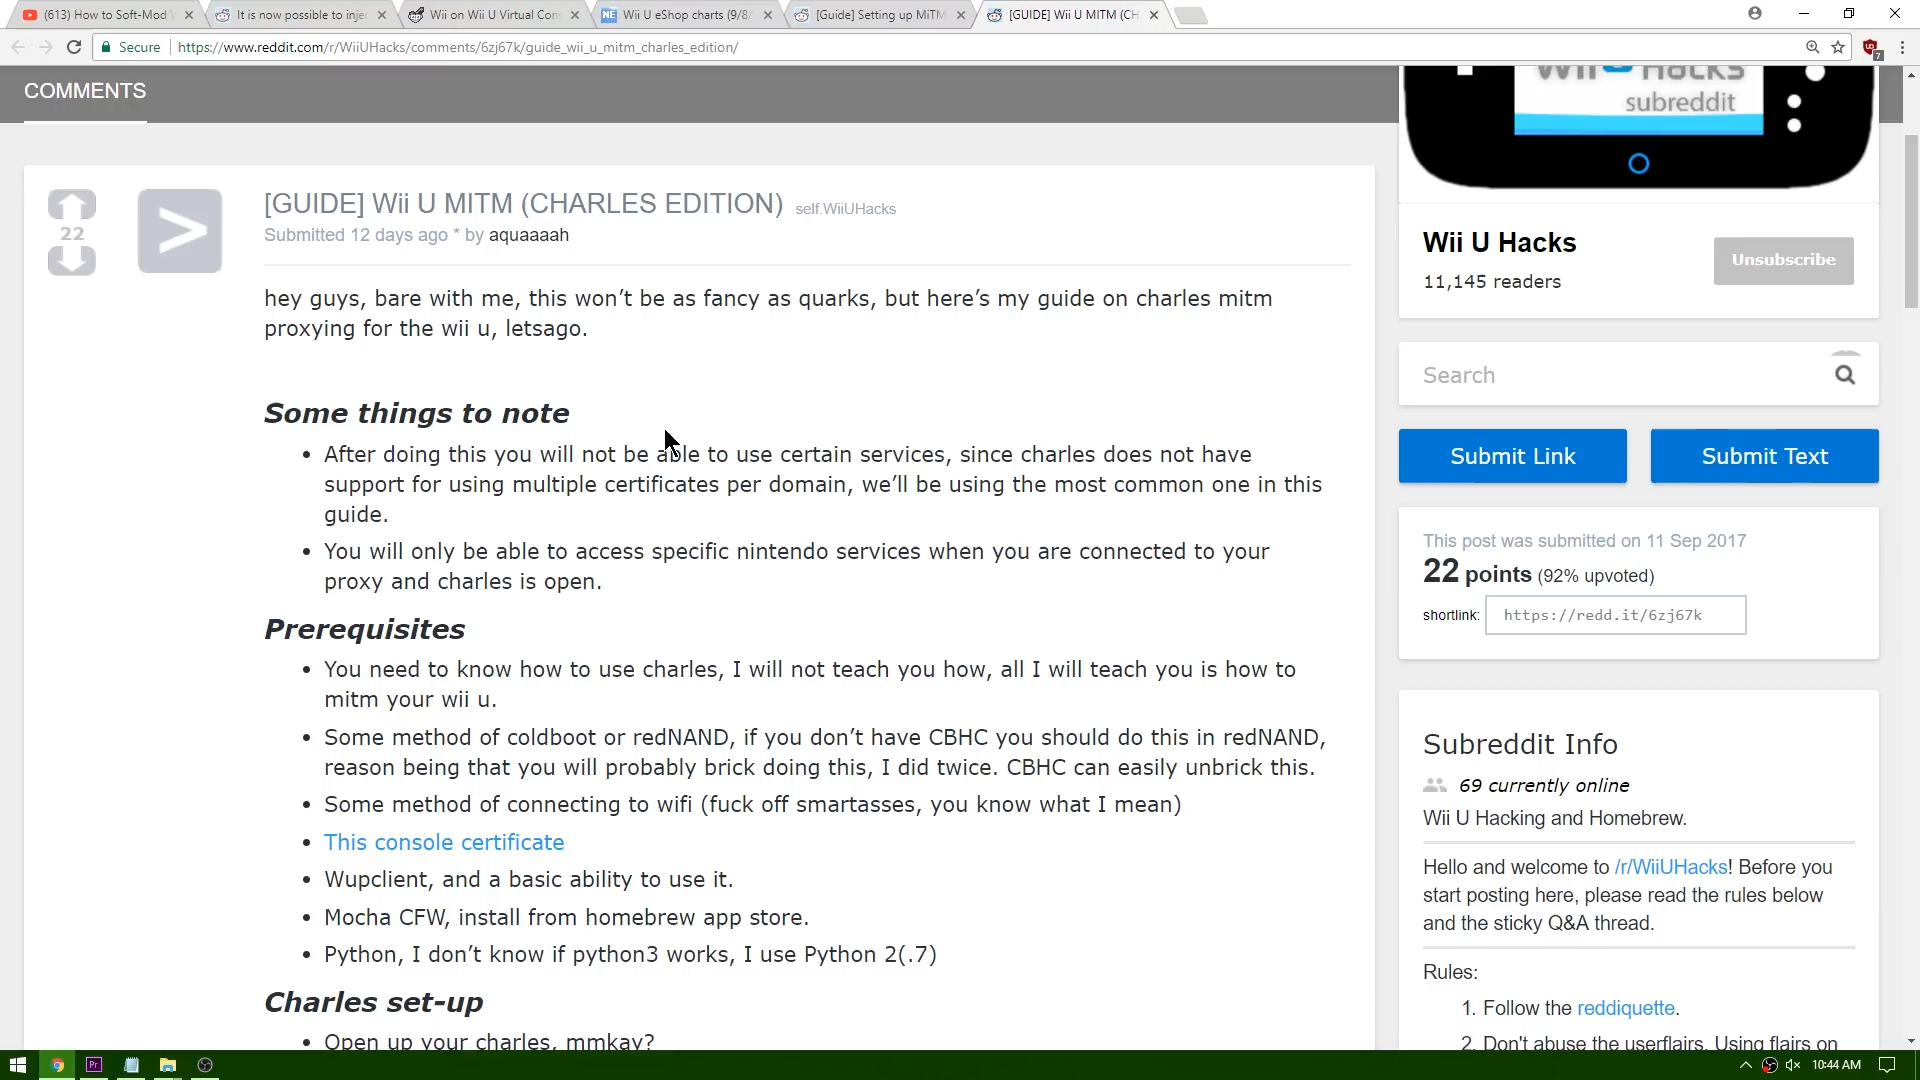 (613) How to Soft-Mod
It is now possible to inje
Wii on Wii U Virtual Con
Wii U eShop charts (9/8/
[Guide] Setting up MiTM
[GUIDE] Wii U MITM (CH
Secure
https://www.reddit.com/r/WiiUHacks/comments/6zj67k/guide_wii_u_mitm_charles_edition/
7
COMMENTS
Wii U Hacks
subreddit
22
[GUIDE] Wii U MITM (CHARLES EDITION) self.WiiUHacks
Submitted 12 days ago * by aquaaaah
hey guys, bare with me, this won’t be as fancy as quarks, but here’s my guide on charles mitm
proxying for the wii u, letsago.
Some things to note
• After doing this you will not be able to use certain services, since charles does not have
support for using multiple certificates per domain, we’ll be using the most common one in this
guide.
• You will only be able to access specific nintendo services when you are connected to your
proxy and charles is open.
Prerequisites
• You need to know how to use charles, I will not teach you how, all I will teach you is how to
mitm your wii u.
• Some method of coldboot or redNAND, if you don’t have CBHC you should do this in redNAND,
reason being that you will probably brick doing this, I did twice. CBHC can easily unbrick this.
• Some method of connecting to wifi (fuck off smartasses, you know what I mean)
• This console certificate
• Wupclient, and a basic ability to use it.
• Mocha CFW, install from homebrew app store.
• Python, I don’t know if python3 works, I use Python 2(.7)
Charles set-up
• Open up your charles, mmkay?
Wii U Hacks
11,145 readers
Unsubscribe
Search
Submit Link
Submit Text
This post was submitted on 11 Sep 2017
22 points (92% upvoted)
shortlink: https://redd.it/6zj67k
Subreddit Info
69 currently online
Wii U Hacking and Homebrew.
Hello and welcome to /r/WiiUHacks! Before you
start posting here, please read the rules below
and the sticky Q&A thread.
Rules:
1. Follow the reddiquette.
2. Don't abuse the userflairs. Using flairs on
Pr
10:44 AM